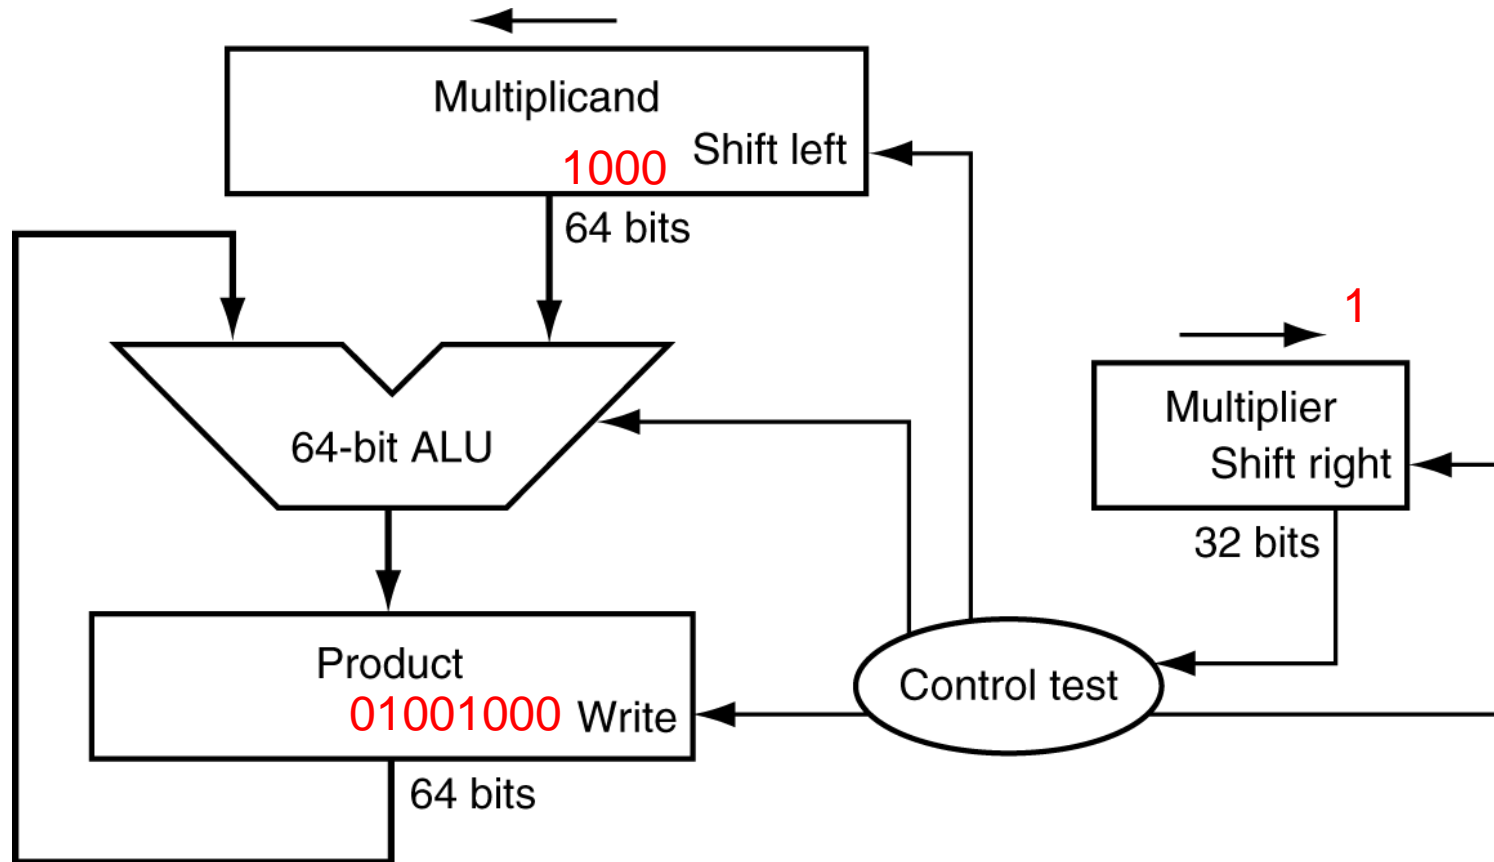 Multiplicand
1000 Shift left
64 bits
1
64-bit ALU
Multiplier
Shift right
32 bits
Product
01001000 Write
Control test
64 bits